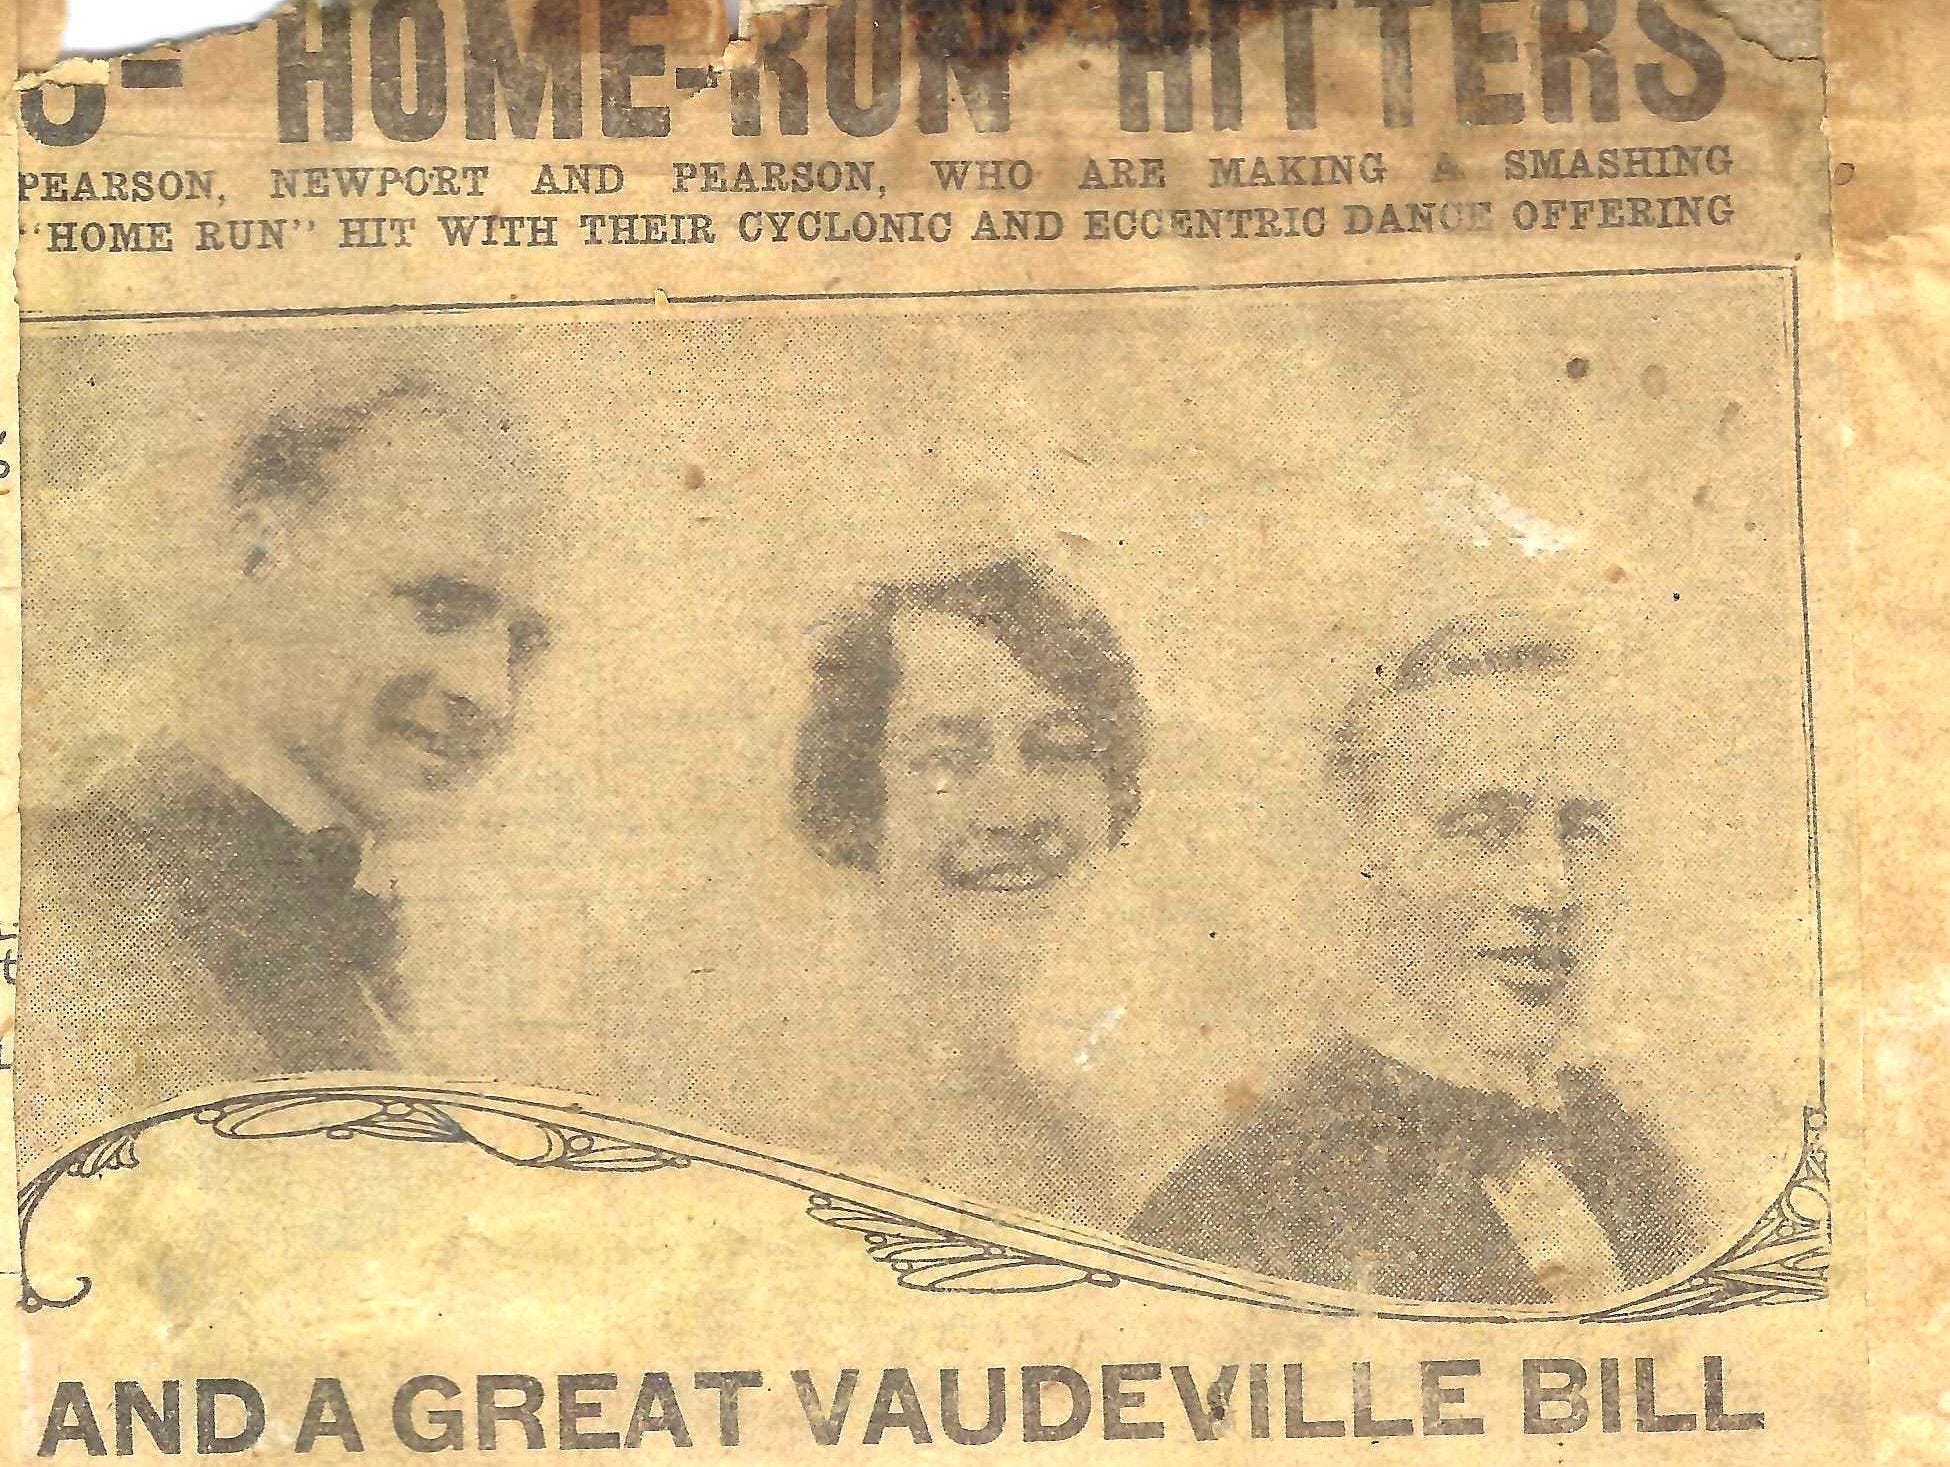 - HOME-RUN HITTERS
PEARSON, NEWPORT AND PEARSON, WHO ARE MAKING A SMASHING
"HOME RUN" HIT WITH THEIR CYCLONIC AND ECCENTRIC DANCE OFFERING
AND A GREAT VAUDEVILLE BILL